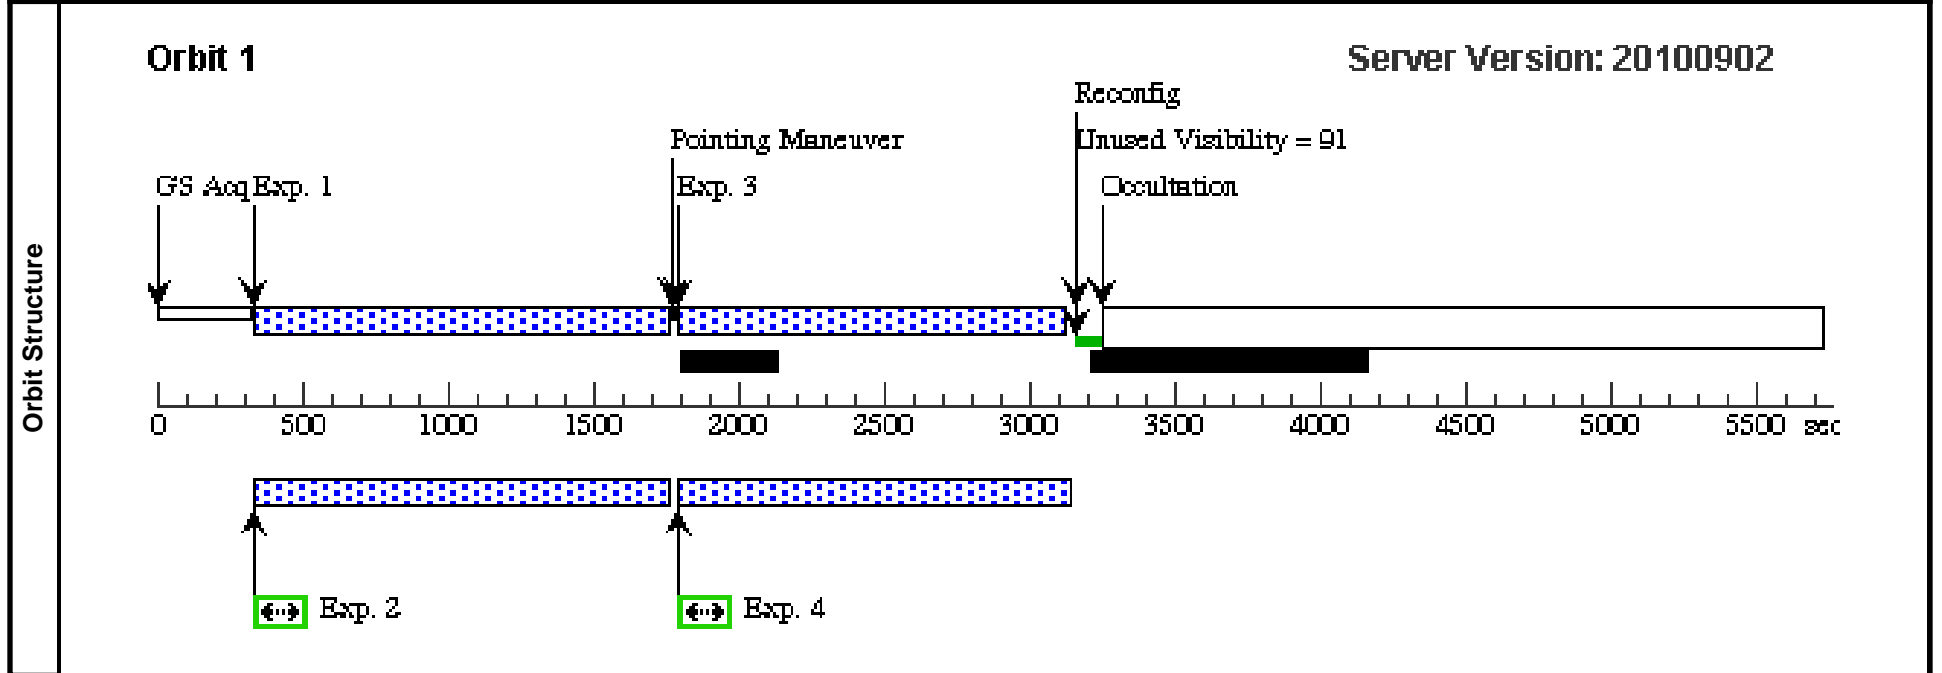 Orbit 1
Server Version: 20100902
Reconfig
Pointing Maneuver
Unused Visibility = 91
GS Acq
Exp. 1
Exp. 3
Occultation
Orbit Structure
0 500 1000 1500 2000 2500 3000 3500 4000 4500 5000 5500 sec
Exp. 2
Exp. 4